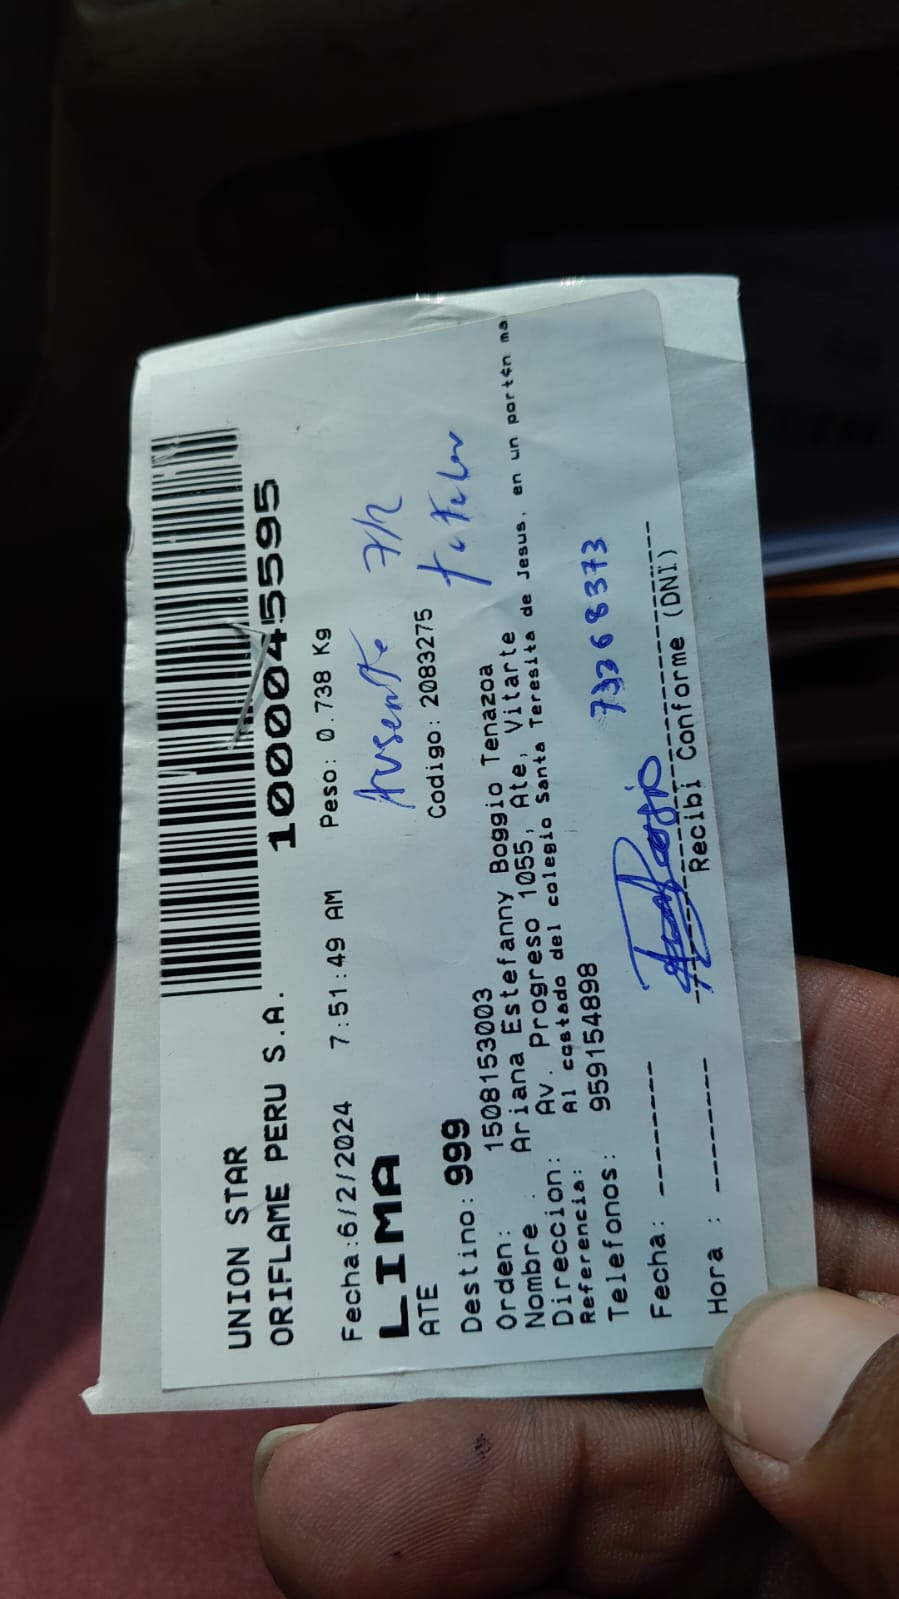 UNION STAR
ORIFLAME PERU S.A.
1000045595
Fecha:6/2/2024 7:51:49 AM Peso: 0.738 Kg
LIMA
Ausente 7/2
ATE
Destino: 999 Codigo: 2083275
Orden: 1508153003
Nombre : Ariana Estefanny Boggio Tenazoa
Direccion: Av. Progreso 1055, Ate, Vitarte
Referencia: Al costado del colegio Santa Teresita de Jesus, en un port¢n ma
Telefonos: 959154898
73368373
Fecha: -------
Recibi Conforme (DNI)
Hora : -------